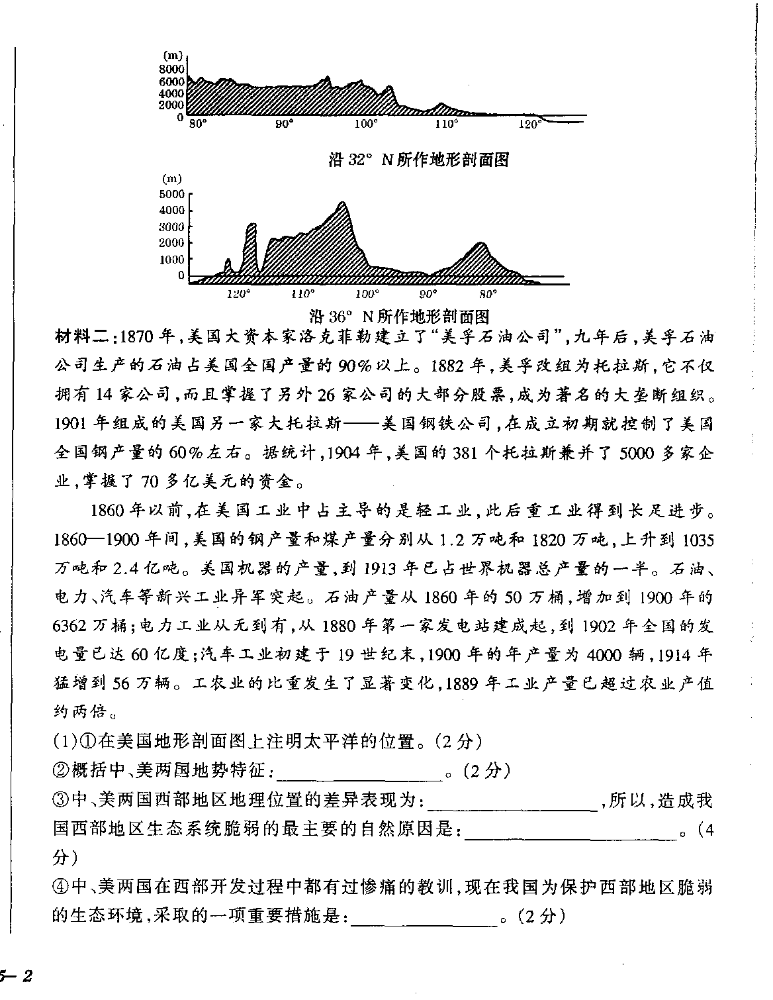 (m)
8000
6000
4000
2000
0
80° 90° 100° 110° 120°
沿 32° N 所作地形剖面图
(m)
5000
4000
3000
2000
1000
0
120° 110° 100° 90° 80°
沿 36° N 所作地形剖面图
材料二:1870 年,美国大资本家洛克菲勒建立了“美孚石油公司”,九年后,美孚石油
公司生产的石油占美国全国产量的 90%以上。1882 年,美孚改组为托拉斯,它不仅
拥有 14 家公司,而且掌握了另外 26 家公司的大部分股票,成为著名的大垄断组织。
1901 年组成的美国另一家大托拉斯——美国钢铁公司,在成立初期就控制了美国
全国钢产量的 60%左右。据统计,1904 年,美国的 381 个托拉斯兼并了 5000 多家企
业,掌握了 70 多亿美元的资金。
1860 年以前,在美国工业中占主导的是轻工业,此后重工业得到长足进步。
1860—1900 年间,美国的钢产量和煤产量分别从 1.2 万吨和 1820 万吨,上升到 1035
万吨和 2.4 亿吨。美国机器的产量,到 1913 年已占世界机器总产量的一半。石油、
电力、汽车等新兴工业异军突起。石油产量从 1860 年的 50 万桶,增加到 1900 年的
6362 万桶;电力工业从无到有,从 1880 年第一家发电站建成起,到 1902 年全国的发
电量已达 60 亿度;汽车工业初建于 19 世纪末,1900 年的年产量为 4000 辆,1914 年
猛增到 56 万辆。工农业的比重发生了显著变化,1889 年工业产量已超过农业产值
约两倍。
(1)①在美国地形剖面图上注明太平洋的位置。(2 分)
②概括中、美两国地势特征:____________。(2 分)
③中、美两国西部地区地理位置的差异表现为:____________,所以,造成我
国西部地区生态系统脆弱的最主要的自然原因是:____________。(4
分)
④中、美两国在西部开发过程中都有过惨痛的教训,现在我国为保护西部地区脆弱
的生态环境,采取的一项重要措施是:____________。(2 分)
5—2